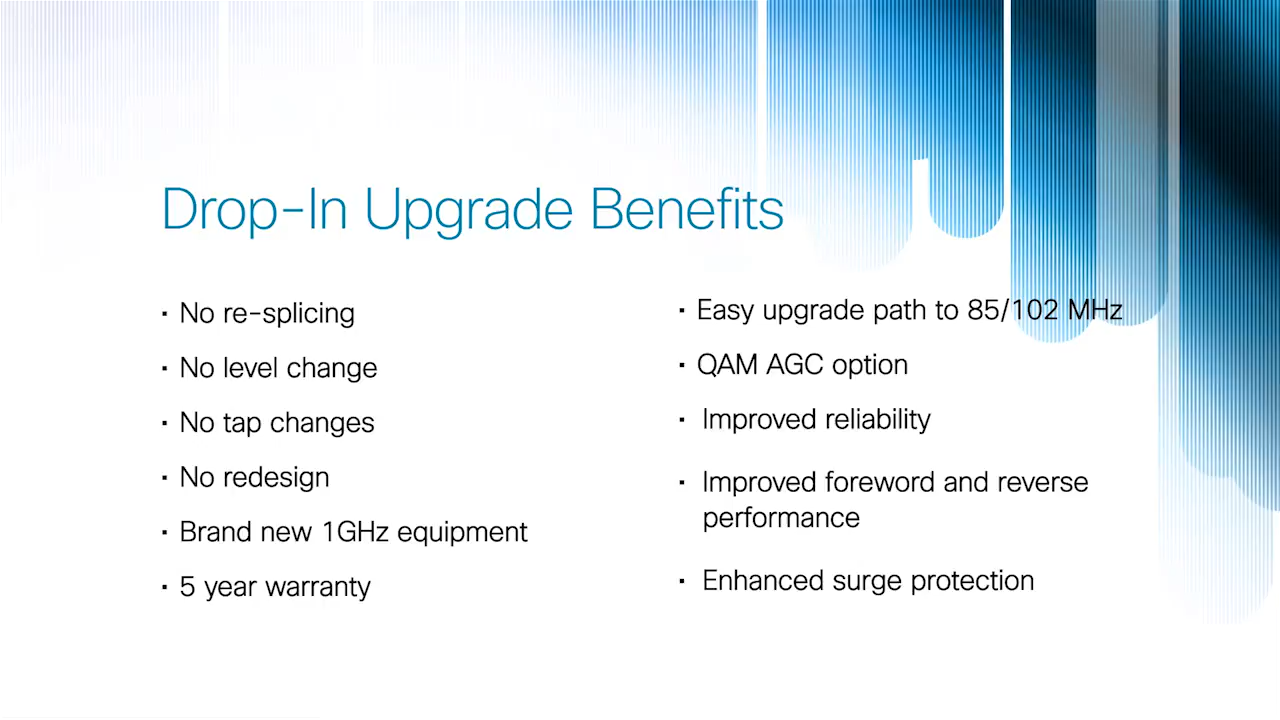 Drop-In Upgrade Benefits
· No re-splicing
· No level change
· No tap changes
· No redesign
· Brand new 1GHz equipment
· 5 year warranty
· Easy upgrade path to 85/102 MHz
· QAM AGC option
· Improved reliability
· Improved foreword and reverse
performance
· Enhanced surge protection